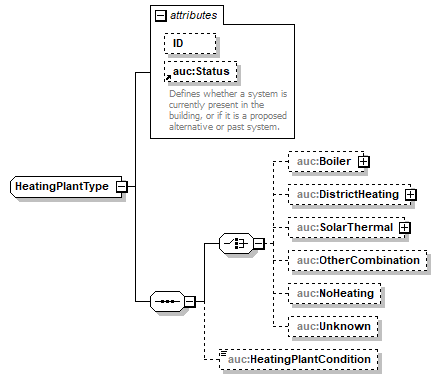 attributes
ID
auc:Status
Defines whether a system is
currently present in the
building, or if it is a proposed
alternative or past system.
HeatingPlantType
auc:Boiler
auc:DistrictHeating
auc:SolarThermal
auc:OtherCombination
auc:NoHeating
auc:Unknown
auc:HeatingPlantCondition